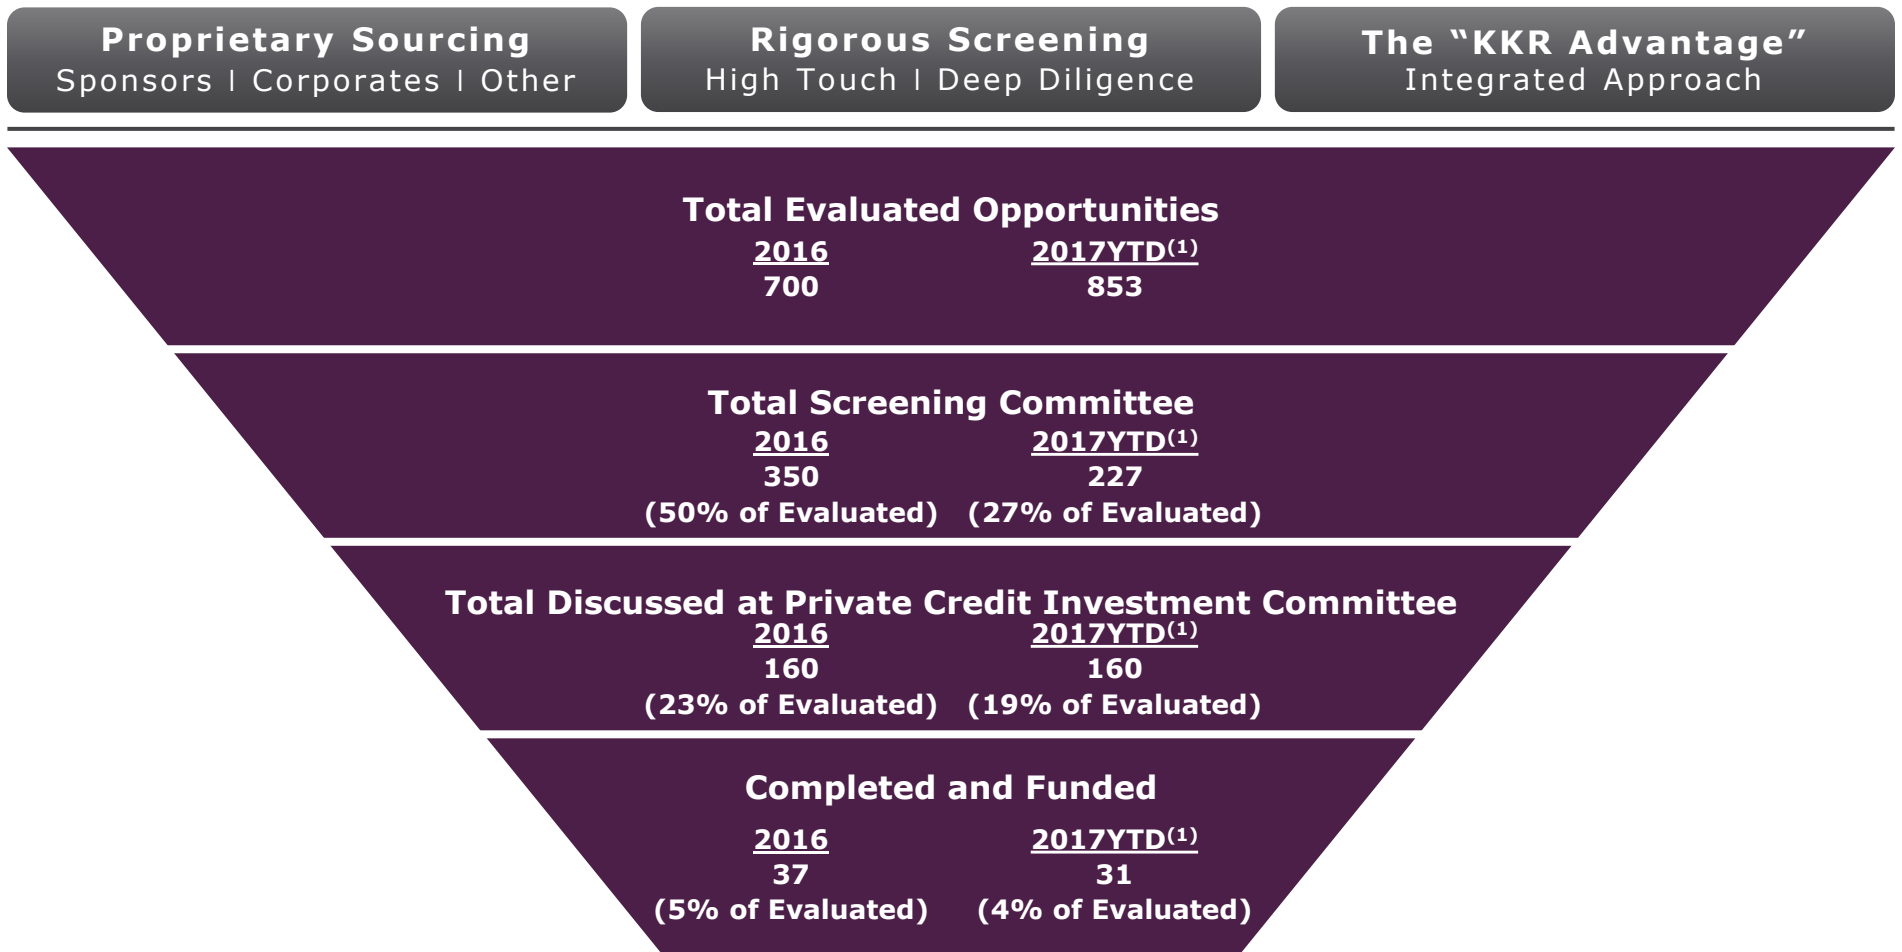 Proprietary Sourcing
Sponsors | Corporates | Other
Rigorous Screening
High Touch | Deep Diligence
The “KKR Advantage”
Integrated Approach
Total Evaluated Opportunities
2016 2017YTD(1)
700 853
Total Screening Committee
2016 2017YTD(1)
350 227
(50% of Evaluated) (27% of Evaluated)
Total Discussed at Private Credit Investment Committee
2016 2017YTD(1)
160 160
(23% of Evaluated) (19% of Evaluated)
Completed and Funded
2016 2017YTD(1)
37 31
(5% of Evaluated) (4% of Evaluated)